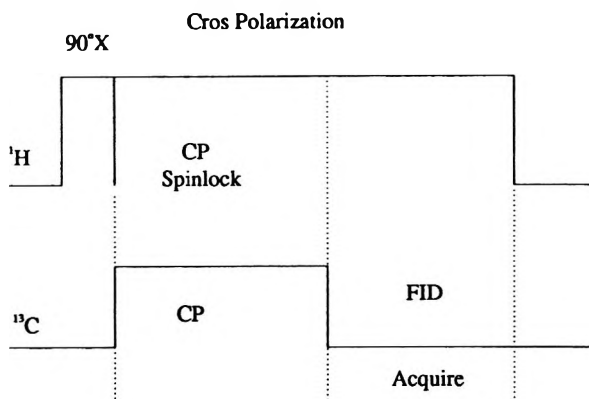 Cros Polarization
90°X
¹H
CP
Spinlock
¹³C
CP
FID
Acquire